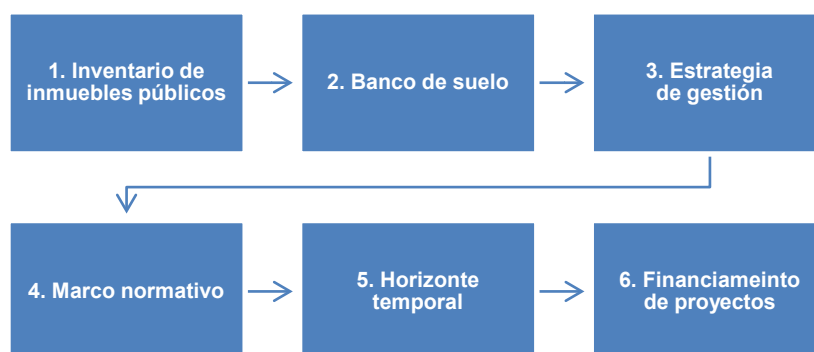 1. Inventario de
inmuebles públicos
2. Banco de suelo
3. Estrategia
de gestión
4. Marco normativo
5. Horizonte
temporal
6. Financiameinto
de proyectos